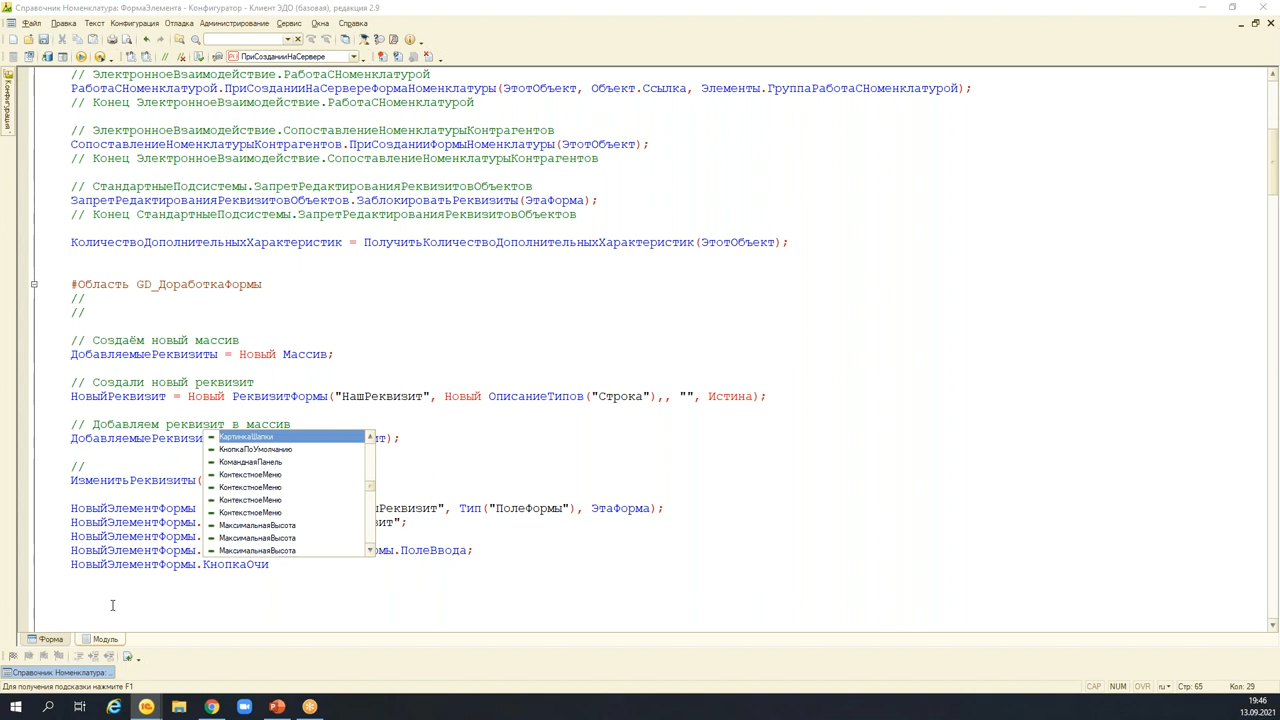 Справочник Номенклатура: ФормаЭлемента - Конфигуратор - Клиент ЭДО (базовая), редакция 2.9
Файл Правка Текст Конфигурация Отладка Администрирование Сервис Окна Справка
ПриСозданииНаСервере
Конфигурация
// ЭлектронноеВзаимодействие.РаботаСНоменклатурой
РаботаСНоменклатурой.ПриСозданииНаСервереФормаНоменклатуры(ЭтотОбъект, Объект.Ссылка, Элементы.ГруппаРаботаСНоменклатурой);
// Конец ЭлектронноеВзаимодействие.РаботаСНоменклатурой
// ЭлектронноеВзаимодействие.СопоставлениеНоменклатурыКонтрагентов
СопоставлениеНоменклатурыКонтрагентов.ПриСозданииФормыНоменклатуры(ЭтотОбъект);
// Конец ЭлектронноеВзаимодействие.СопоставлениеНоменклатурыКонтрагентов
// СтандартныеПодсистемы.ЗапретРедактированияРеквизитовОбъектов
ЗапретРедактированияРеквизитовОбъектов.ЗаблокироватьРеквизиты(ЭтаФорма);
// Конец СтандартныеПодсистемы.ЗапретРедактированияРеквизитовОбъектов
КоличествоДополнительныхХарактеристик = ПолучитьКоличествоДополнительныхХарактеристик(ЭтотОбъект);
#Область GD_ДоработкаФормы
//
//
// Создаём новый массив
ДобавляемыеРеквизиты = Новый Массив;
// Создали новый реквизит
НовыйРеквизит = Новый РеквизитФормы("НашРеквизит", Новый ОписаниеТипов("Строка"),, "", Истина);
// Добавляем реквизит в массив
ДобавляемыеРеквизи т);
//
ИзменитьРеквизиты(
НовыйЭлементФормы Реквизит", Тип("ПолеФормы"), ЭтаФорма);
НовыйЭлементФормы. ит";
НовыйЭлементФормы.
НовыйЭлементФормы. мы.ПолеВвода;
НовыйЭлементФормы.КнопкаОчи
КартинкаШапки
КнопкаПоУмолчанию
КоманднаяПанель
КонтекстноеМеню
КонтекстноеМеню
КонтекстноеМеню
КонтекстноеМеню
МаксимальнаяВысота
МаксимальнаяВысота
МаксимальнаяВысота
Форма Модуль
Справочник Номенклатура: ...
Для получения подсказки нажмите F1 CAP NUM OVR ru Стр: 65 Кол: 29
19:46
13.09.2021